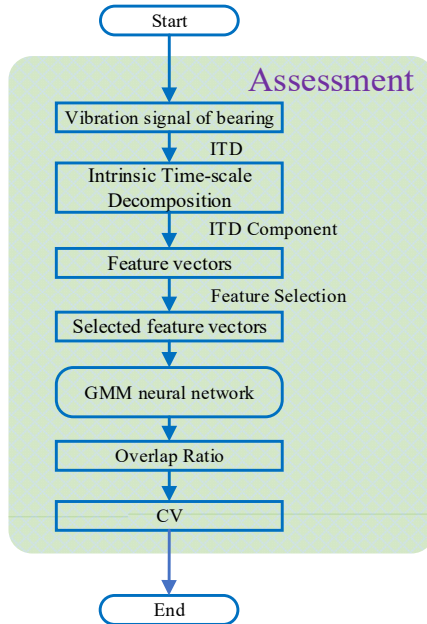 Start
Assessment
Vibration signal of bearing
ITD
Intrinsic Time-scale
Decomposition
ITD Component
Feature vectors
Feature Selection
Selected feature vectors
GMM neural network
Overlap Ratio
CV
End